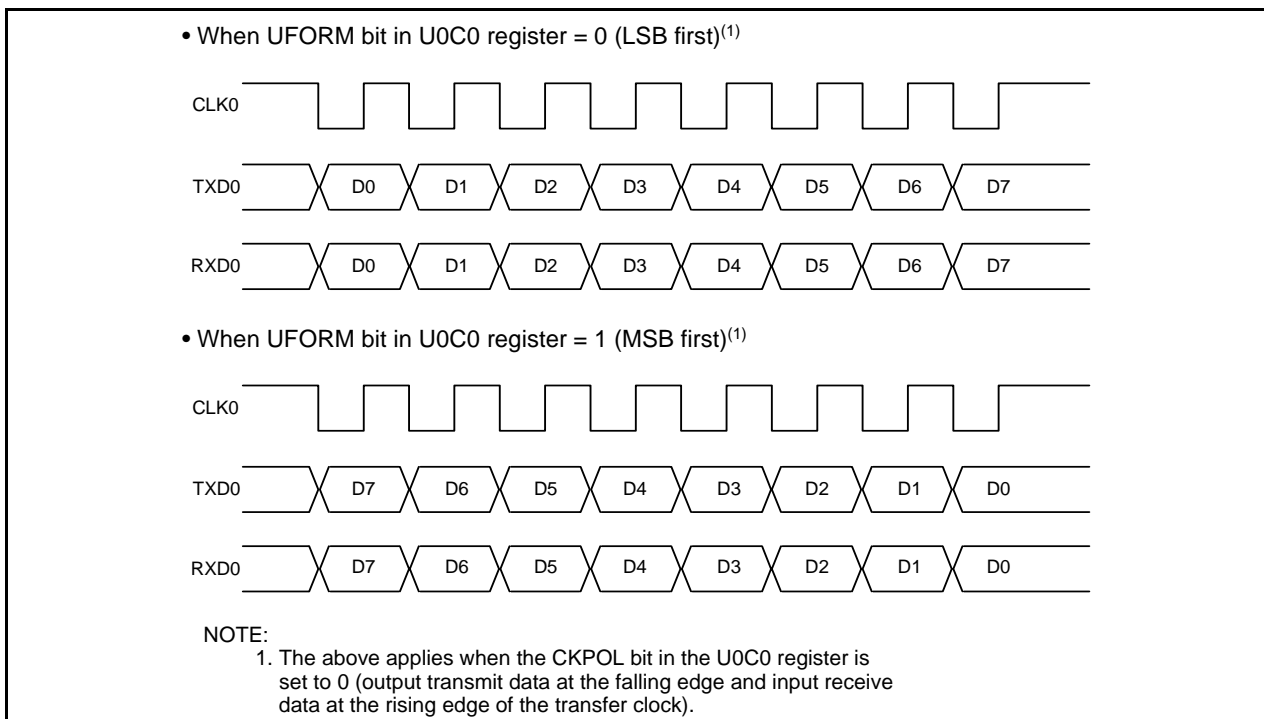 • When UFORM bit in U0C0 register = 0 (LSB first)(1)
CLK0
TXD0 D0 D1 D2 D3 D4 D5 D6 D7
RXD0 D0 D1 D2 D3 D4 D5 D6 D7
• When UFORM bit in U0C0 register = 1 (MSB first)(1)
CLK0
TXD0 D7 D6 D5 D4 D3 D2 D1 D0
RXD0 D7 D6 D5 D4 D3 D2 D1 D0
NOTE:
1. The above applies when the CKPOL bit in the U0C0 register is
set to 0 (output transmit data at the falling edge and input receive
data at the rising edge of the transfer clock).